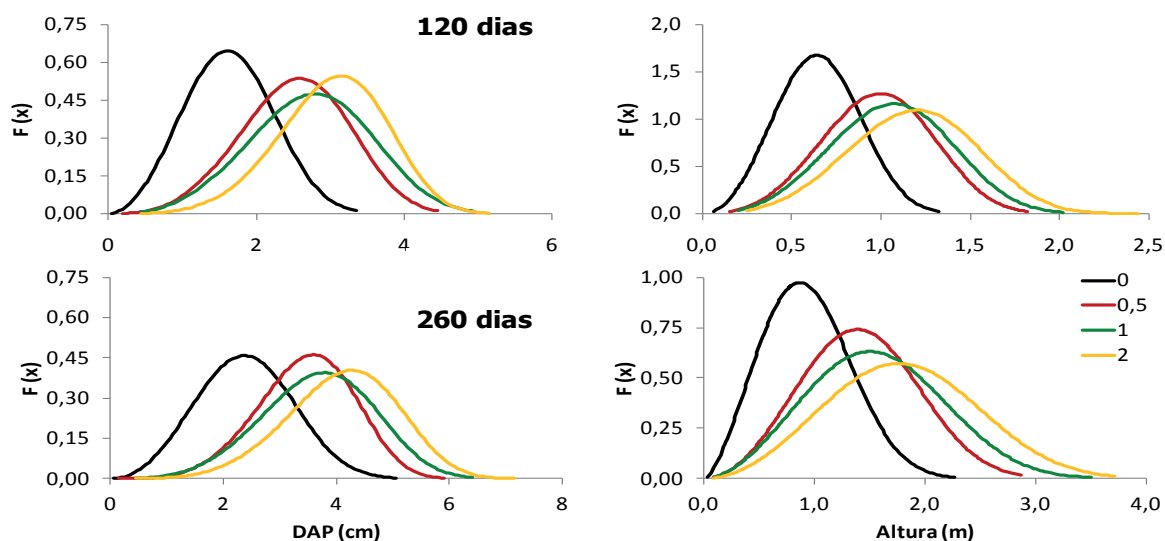 120 dias
F (x)
0,75
0,60
0,45
0,30
0,15
0,00
0 2 4 6
F (x)
2,0
1,5
1,0
0,5
0,0
0,0 0,5 1,0 1,5 2,0 2,5
260 dias
F (x)
0,75
0,60
0,45
0,30
0,15
0,00
0 2 4 6 8
DAP (cm)
F (x)
1,00
0,75
0,50
0,25
0,00
0,0 1,0 2,0 3,0 4,0
Altura (m)
0
0,5
1
2